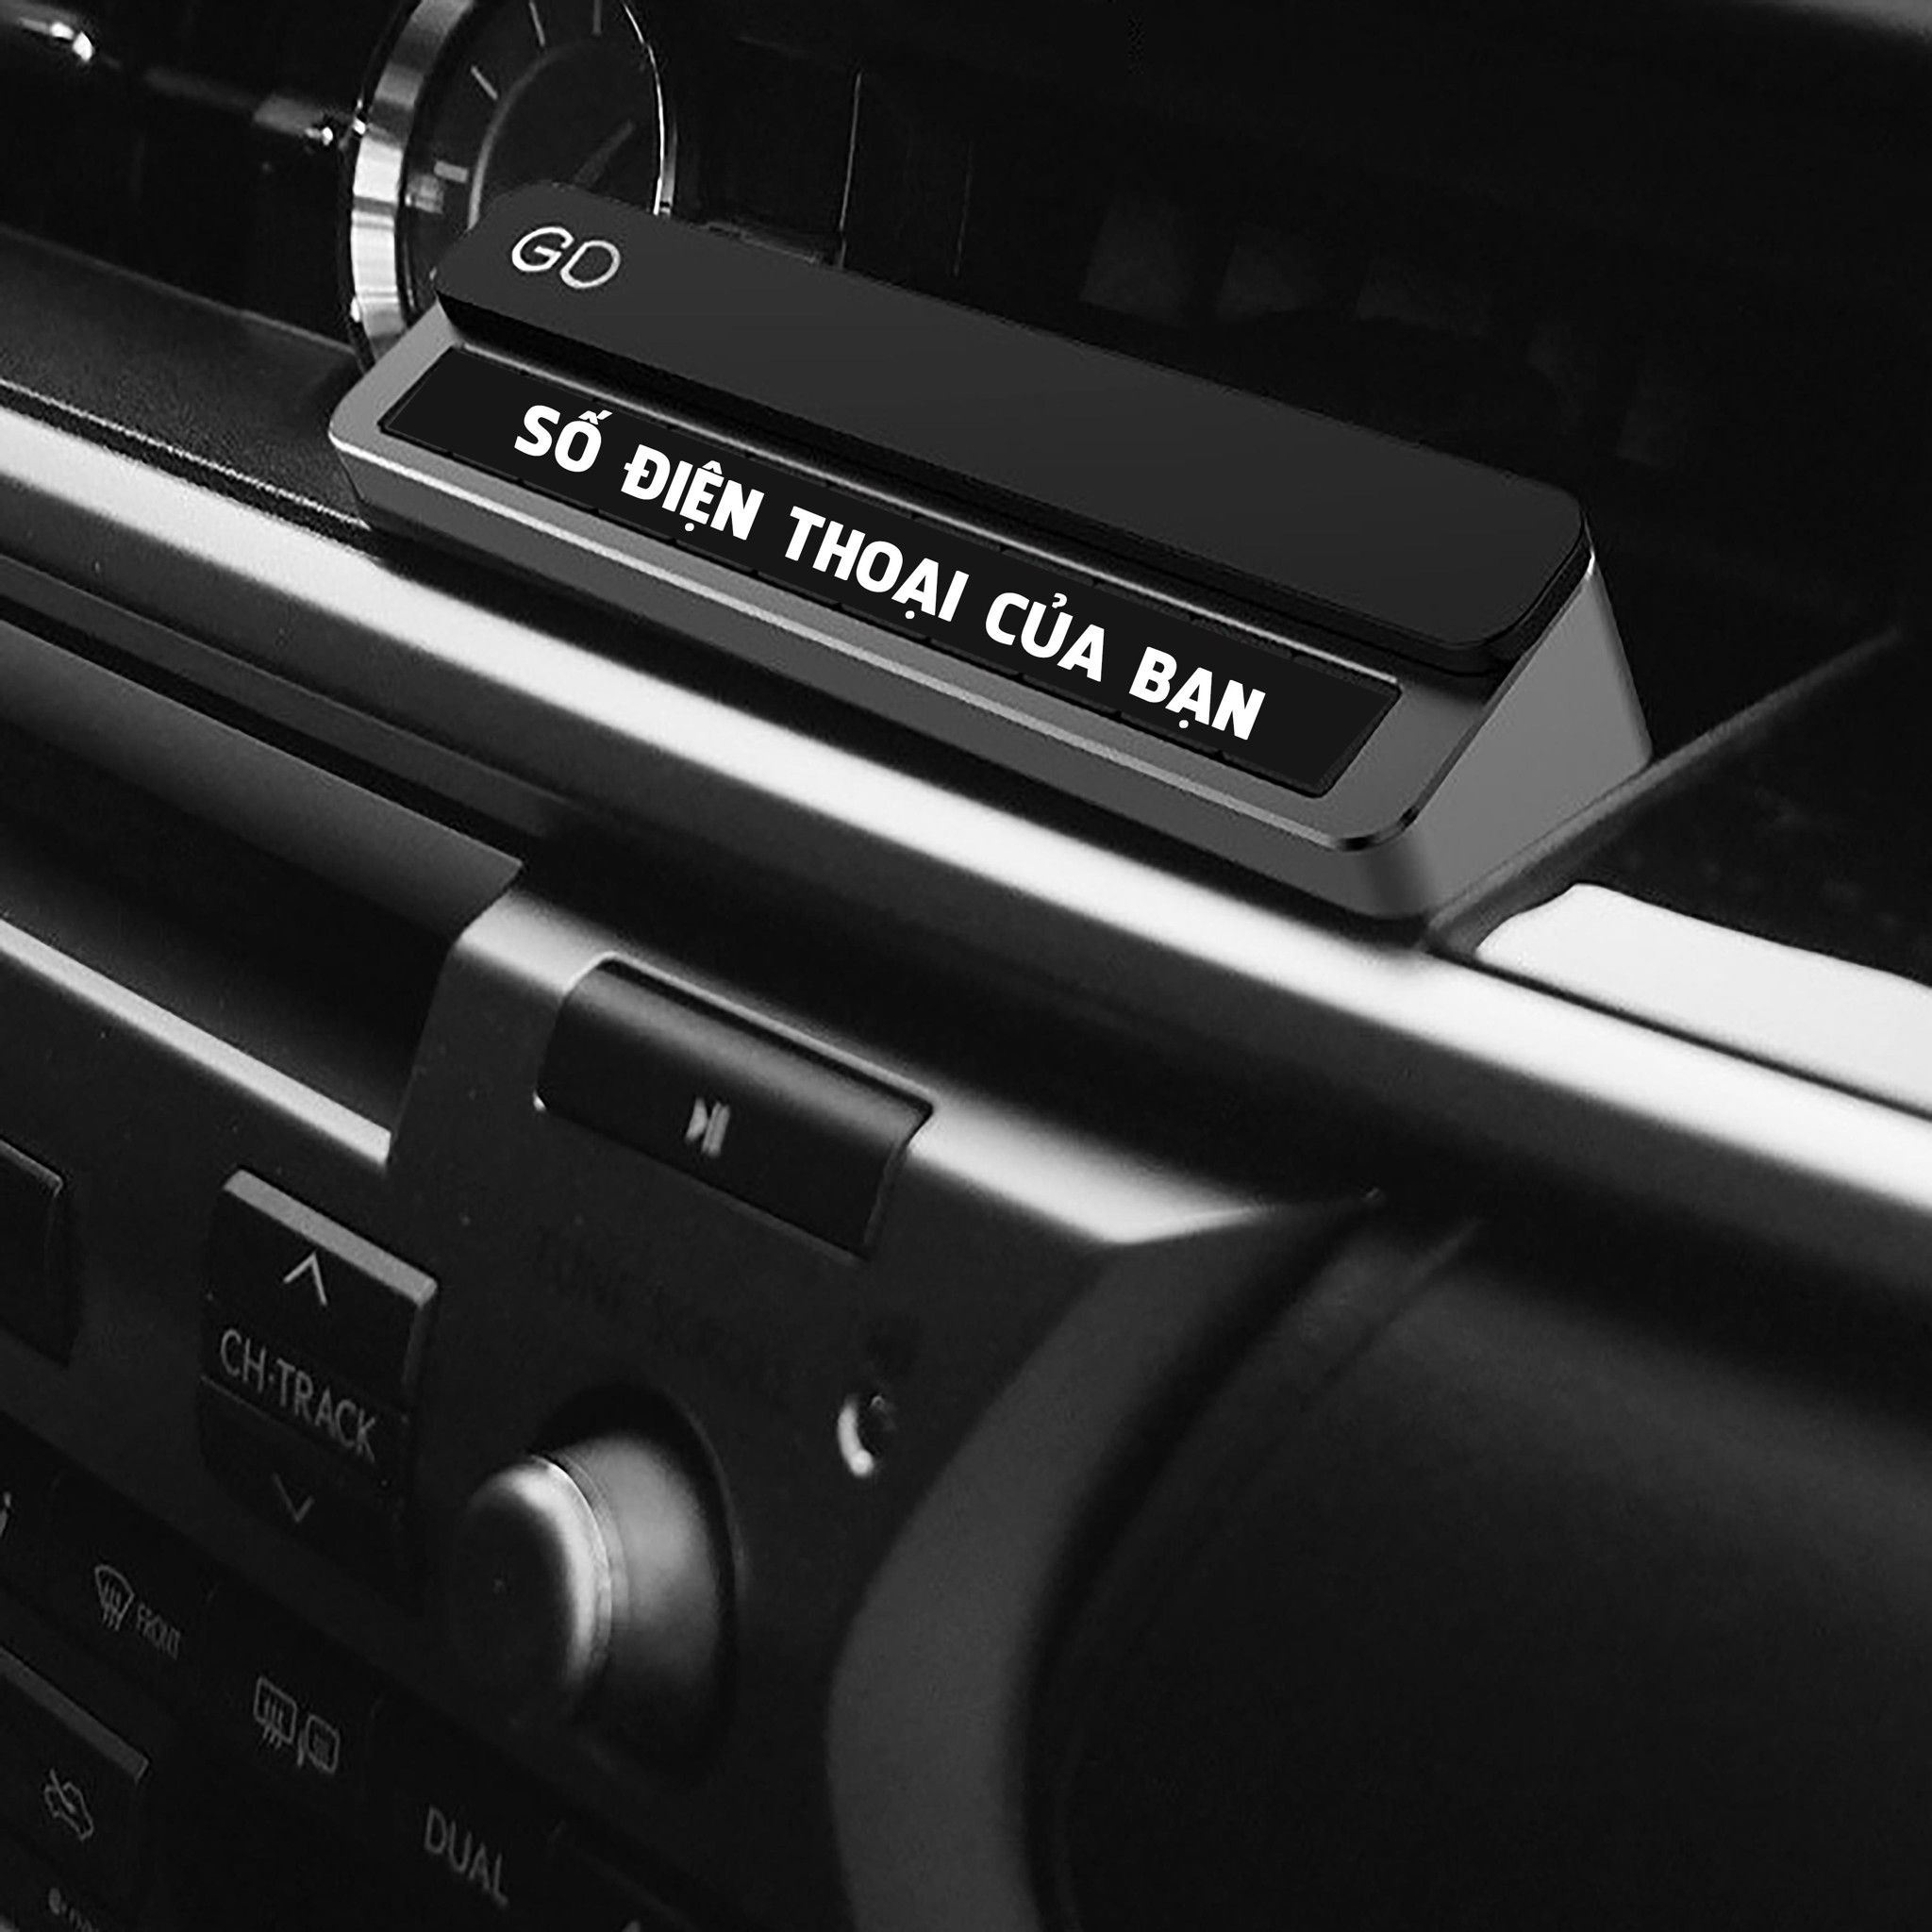 GO
SỐ ĐIỆN THOẠI CỦA BẠN
CH·TRACK
FRONT
DUAL